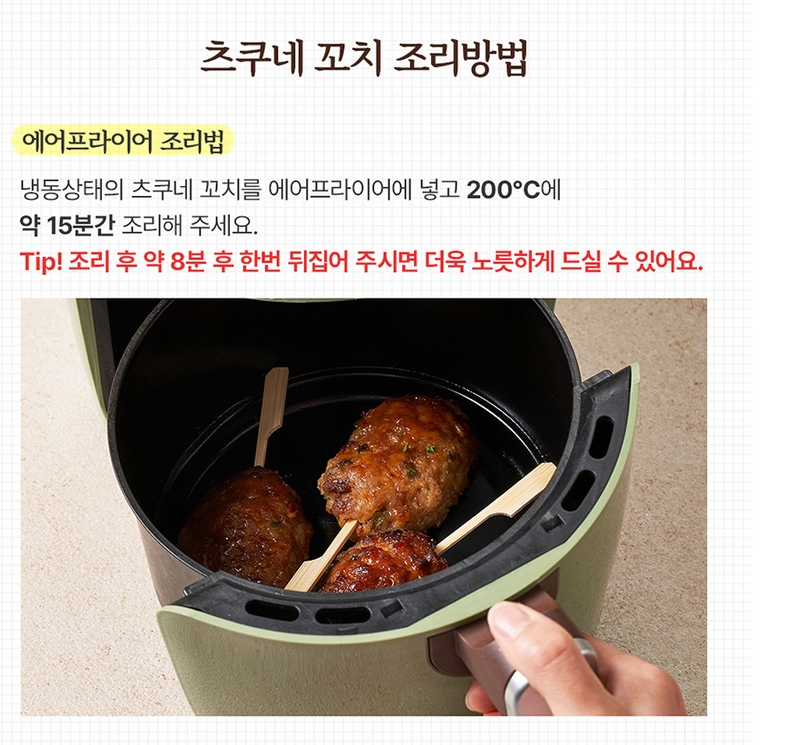 츠쿠네 꼬치 조리방법
에어프라이어 조리법
냉동상태의 츠쿠네 꼬치를 에어프라이어에 넣고 200°C에
약 15분간 조리해 주세요.
Tip! 조리 후 약 8분 후 한번 뒤집어 주시면 더욱 노릇하게 드실 수 있어요.